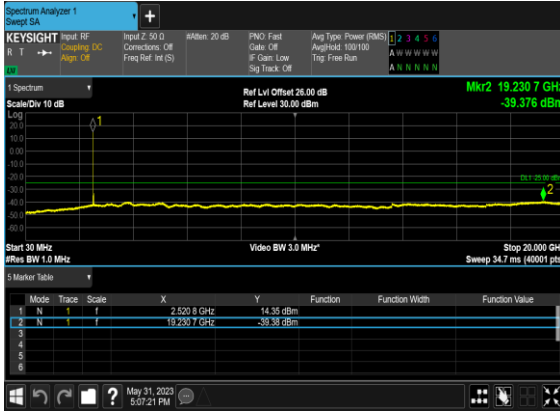 Spectrum Analyzer 1
Swept SA
+
KEYSIGHT
R T
Input: RF
Coupling: DC
Align: Off
Input Z: 50 Ω
Corrections: Off
Freq Ref: Int (S)
#Atten: 20 dB
PNO: Fast
Gate: Off
IF Gain: Low
Sig Track: Off
Avg Type: Power (RMS)
Avg|Hold: 100/100
Trig: Free Run
1 2 3 4 5 6
A W W W W W
A N N N N N
1 Spectrum
Scale/Div 10 dB
Ref Lvl Offset 26.00 dB
Ref Level 30.00 dBm
Mkr2 19.230 7 GHz
-39.376 dBm
Log
20.0
10.0
0.00
-10.0
-20.0
-30.0
-40.0
-50.0
-60.0
1
DL1 -25.00 dBm
2
Start 30 MHz
#Res BW 1.0 MHz
Video BW 3.0 MHz*
Stop 20.000 GHz
Sweep 34.7 ms (40001 pts)
5 Marker Table
Mode Trace Scale X Y Function Function Width Function Value
1 N 1 f 2.520 8 GHz 14.35 dBm
2 N 1 f 19.230 7 GHz -39.38 dBm
3
4
5
6
?
May 31, 2023
5:07:21 PM